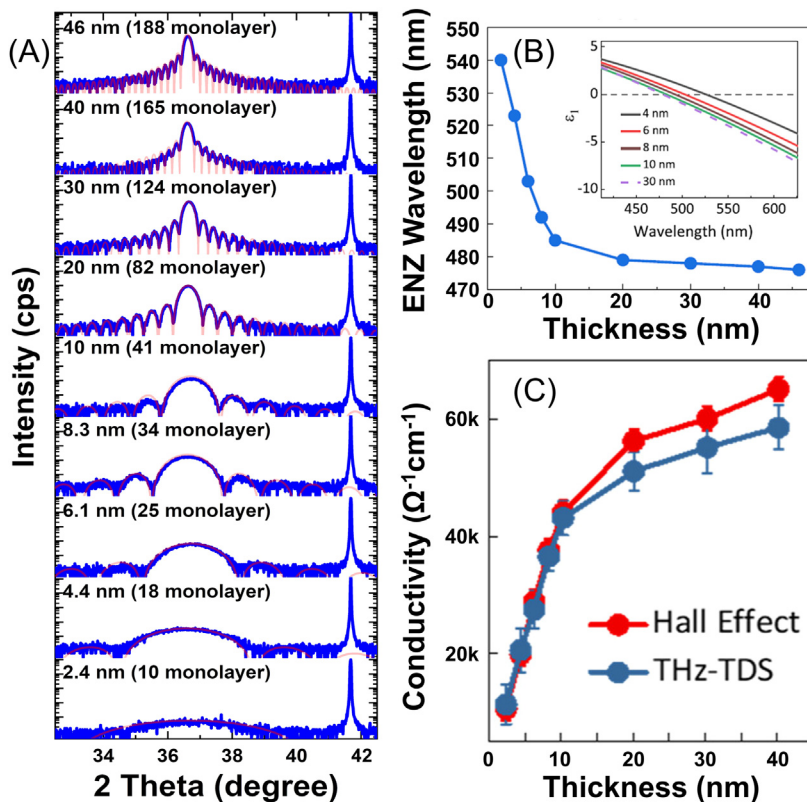 (A)
46 nm (188 monolayer)
40 nm (165 monolayer)
30 nm (124 monolayer)
20 nm (82 monolayer)
10 nm (41 monolayer)
8.3 nm (34 monolayer)
6.1 nm (25 monolayer)
4.4 nm (18 monolayer)
2.4 nm (10 monolayer)
Intensity (cps)
34 36 38 40 42
2 Theta (degree)
(B)
ENZ Wavelength (nm)
550
540
530
520
510
500
490
480
470
0 10 20 30 40
Thickness (nm)
ε1
5
0
-5
-10
4 nm
6 nm
8 nm
10 nm
30 nm
450 500 550 600
Wavelength (nm)
(C)
Conductivity (Ω⁻¹cm⁻¹)
60k
40k
20k
Hall Effect
THz-TDS
0 10 20 30 40
Thickness (nm)